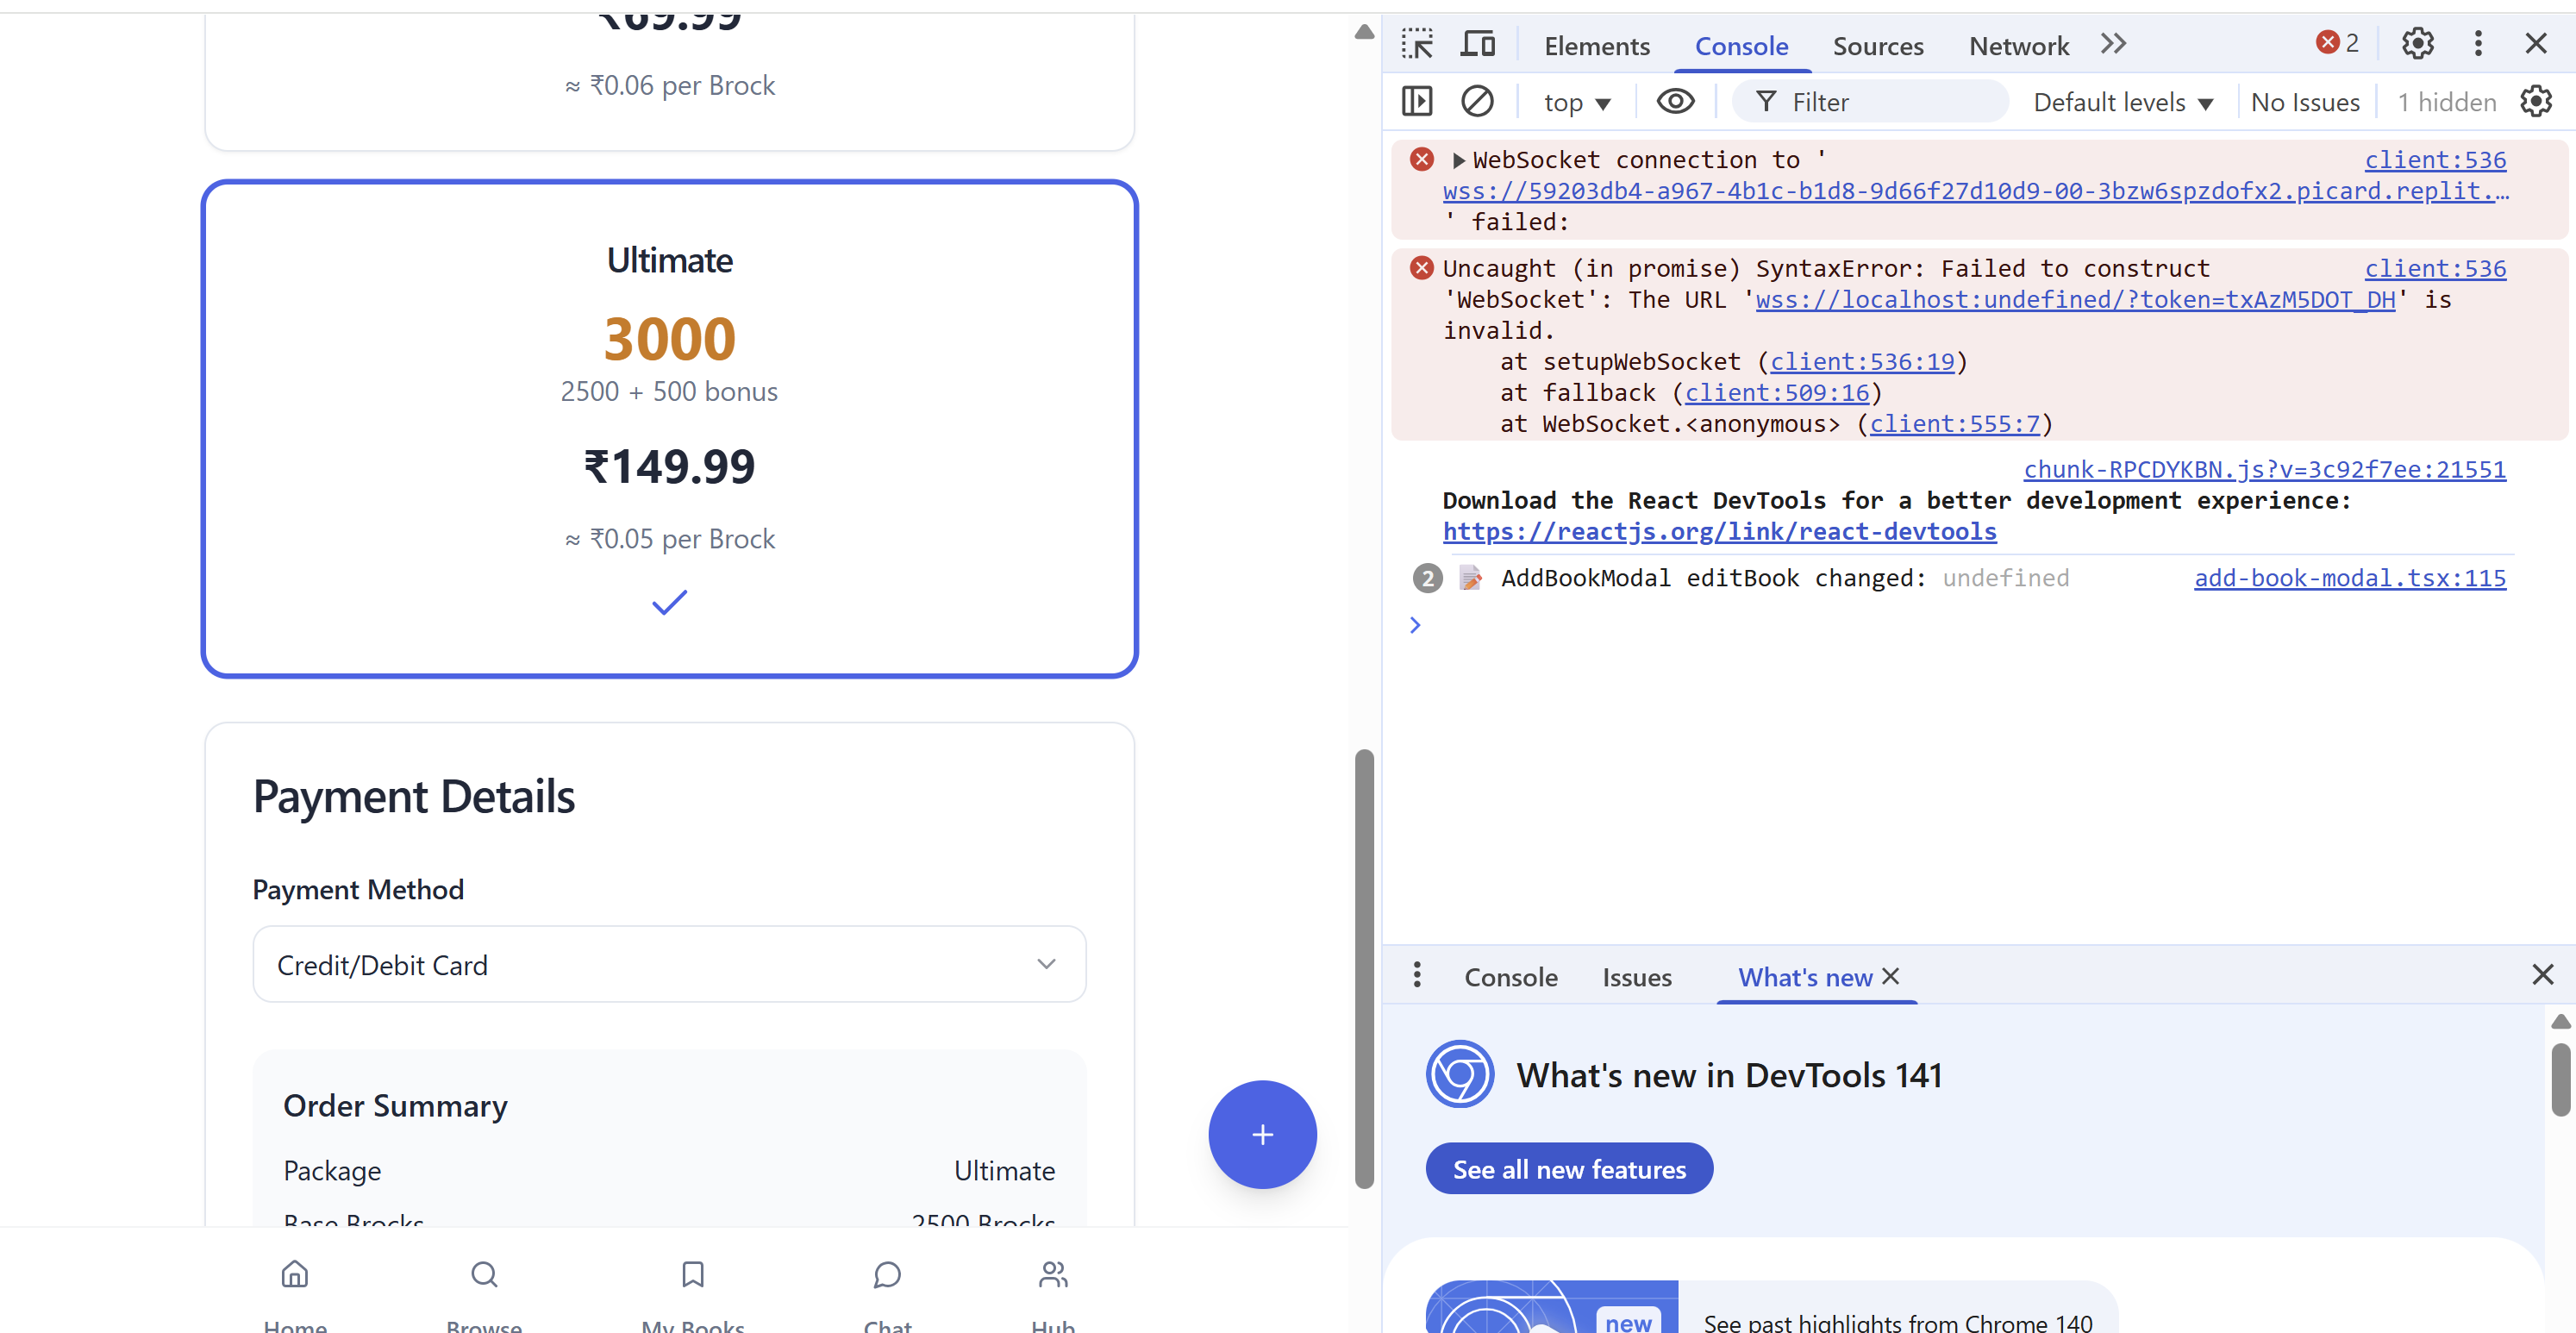 ₹69.99
≈ ₹0.06 per Brock
Ultimate
3000
2500 + 500 bonus
₹149.99
≈ ₹0.05 per Brock
Payment Details
Payment Method
Credit/Debit Card
Order Summary
Package Ultimate
Base Brocks 2500 Brocks
+
Home Browse My Books Chat Hub
Elements Console Sources Network 2
top Filter Default levels No Issues 1 hidden
WebSocket connection to ' client:536
wss://59203db4-a967-4b1c-b1d8-9d66f27d10d9-00-3bzw6spzdofx2.picard.replit.…
' failed:
Uncaught (in promise) SyntaxError: Failed to construct client:536
'WebSocket': The URL 'wss://localhost:undefined/?token=txAzM5DOT_DH' is
invalid.
at setupWebSocket (client:536:19)
at fallback (client:509:16)
at WebSocket.<anonymous> (client:555:7)
chunk-RPCDYKBN.js?v=3c92f7ee:21551
Download the React DevTools for a better development experience:
https://reactjs.org/link/react-devtools
2 📝 AddBookModal editBook changed: undefined add-book-modal.tsx:115
Console Issues What's new
What's new in DevTools 141
See all new features
new See past highlights from Chrome 140